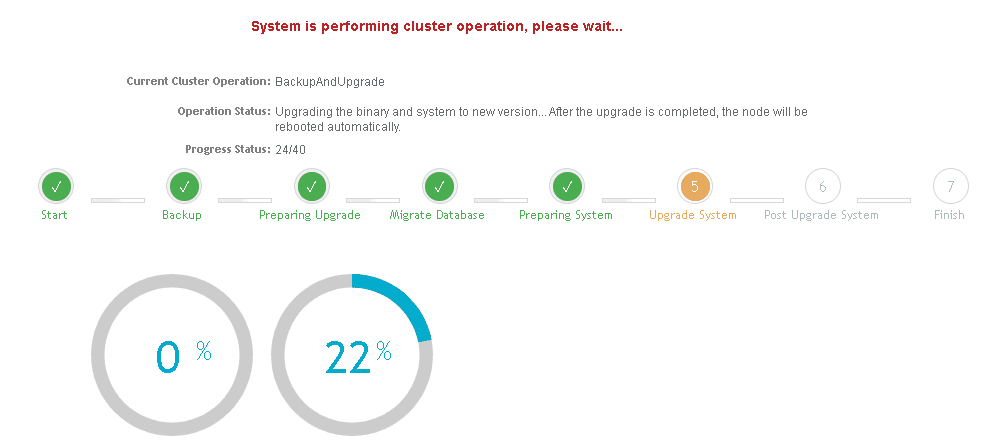 System is performing cluster operation, please wait...
Current Cluster Operation: BackupAndUpgrade
Operation Status: Upgrading the binary and system to new version... After the upgrade is completed, the node will be
rebooted automatically.
Progress Status: 24/40
5 6 7
Start Backup Preparing Upgrade Migrate Database Preparing System Upgrade System Post Upgrade System Finish
0 % 22 %